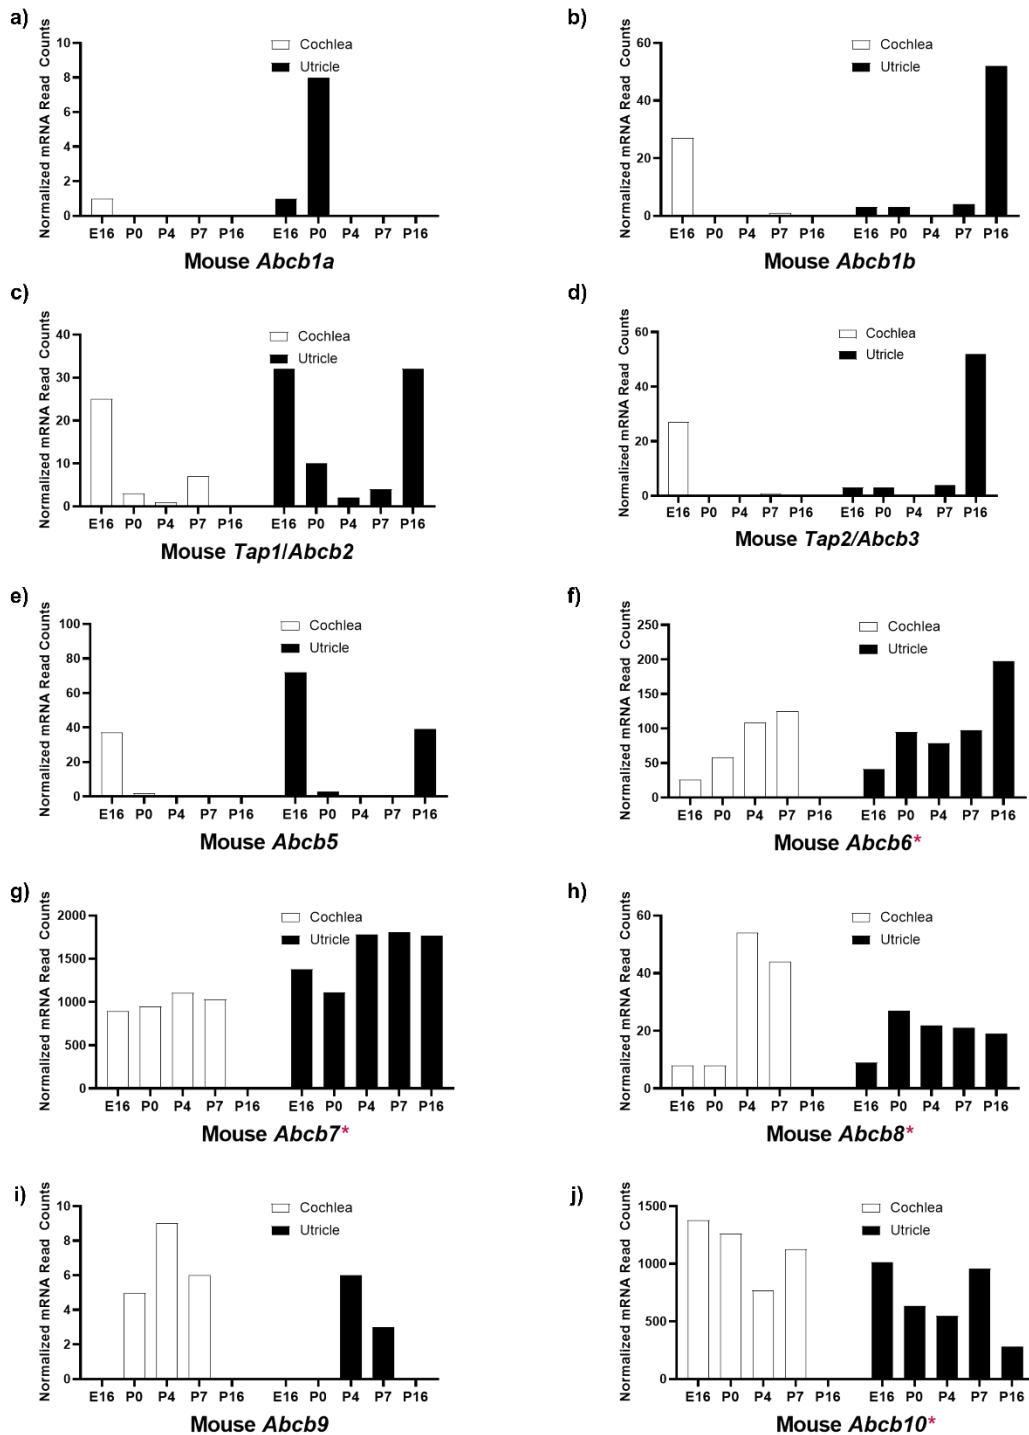 a)
Normalized mRNA Read Counts
10
8
6
4
2
0
Cochlea
Utricle
E16 P0 P4 P7 P16 E16 P0 P4 P7 P16
Mouse Abcb1a
b)
Normalized mRNA Read Counts
60
40
20
0
Cochlea
Utricle
E16 P0 P4 P7 P16 E16 P0 P4 P7 P16
Mouse Abcb1b
c)
Normalized mRNA Read Counts
40
30
20
10
0
Cochlea
Utricle
E16 P0 P4 P7 P16 E16 P0 P4 P7 P16
Mouse Tap1/Abcb2
d)
Normalized mRNA Read Counts
60
40
20
0
Cochlea
Utricle
E16 P0 P4 P7 P16 E16 P0 P4 P7 P16
Mouse Tap2/Abcb3
e)
Normalized mRNA Read Counts
100
80
60
40
20
0
Cochlea
Utricle
E16 P0 P4 P7 P16 E16 P0 P4 P7 P16
Mouse Abcb5
f)
Normalized mRNA Read Counts
250
200
150
100
50
0
Cochlea
Utricle
E16 P0 P4 P7 P16 E16 P0 P4 P7 P16
Mouse Abcb6*
g)
Normalized mRNA Read Counts
2000
1500
1000
500
0
Cochlea
Utricle
E16 P0 P4 P7 P16 E16 P0 P4 P7 P16
Mouse Abcb7*
h)
Normalized mRNA Read Counts
60
40
20
0
Cochlea
Utricle
E16 P0 P4 P7 P16 E16 P0 P4 P7 P16
Mouse Abcb8*
i)
Normalized mRNA Read Counts
10
8
6
4
2
0
Cochlea
Utricle
E16 P0 P4 P7 P16 E16 P0 P4 P7 P16
Mouse Abcb9
j)
Normalized mRNA Read Counts
1500
1000
500
0
Cochlea
Utricle
E16 P0 P4 P7 P16 E16 P0 P4 P7 P16
Mouse Abcb10*